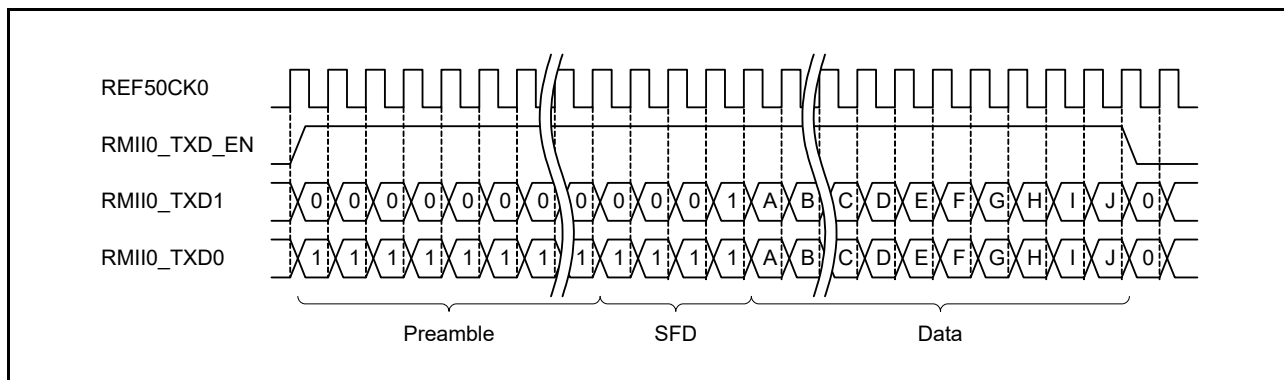 REF50CK0
RMII0_TXD_EN
RMII0_TXD1 0 0 0 0 0 0 0 0 0 0 0 1 A B C D E F G H I J 0
RMII0_TXD0 1 1 1 1 1 1 1 1 1 1 1 1 A B C D E F G H I J 0
Preamble SFD Data